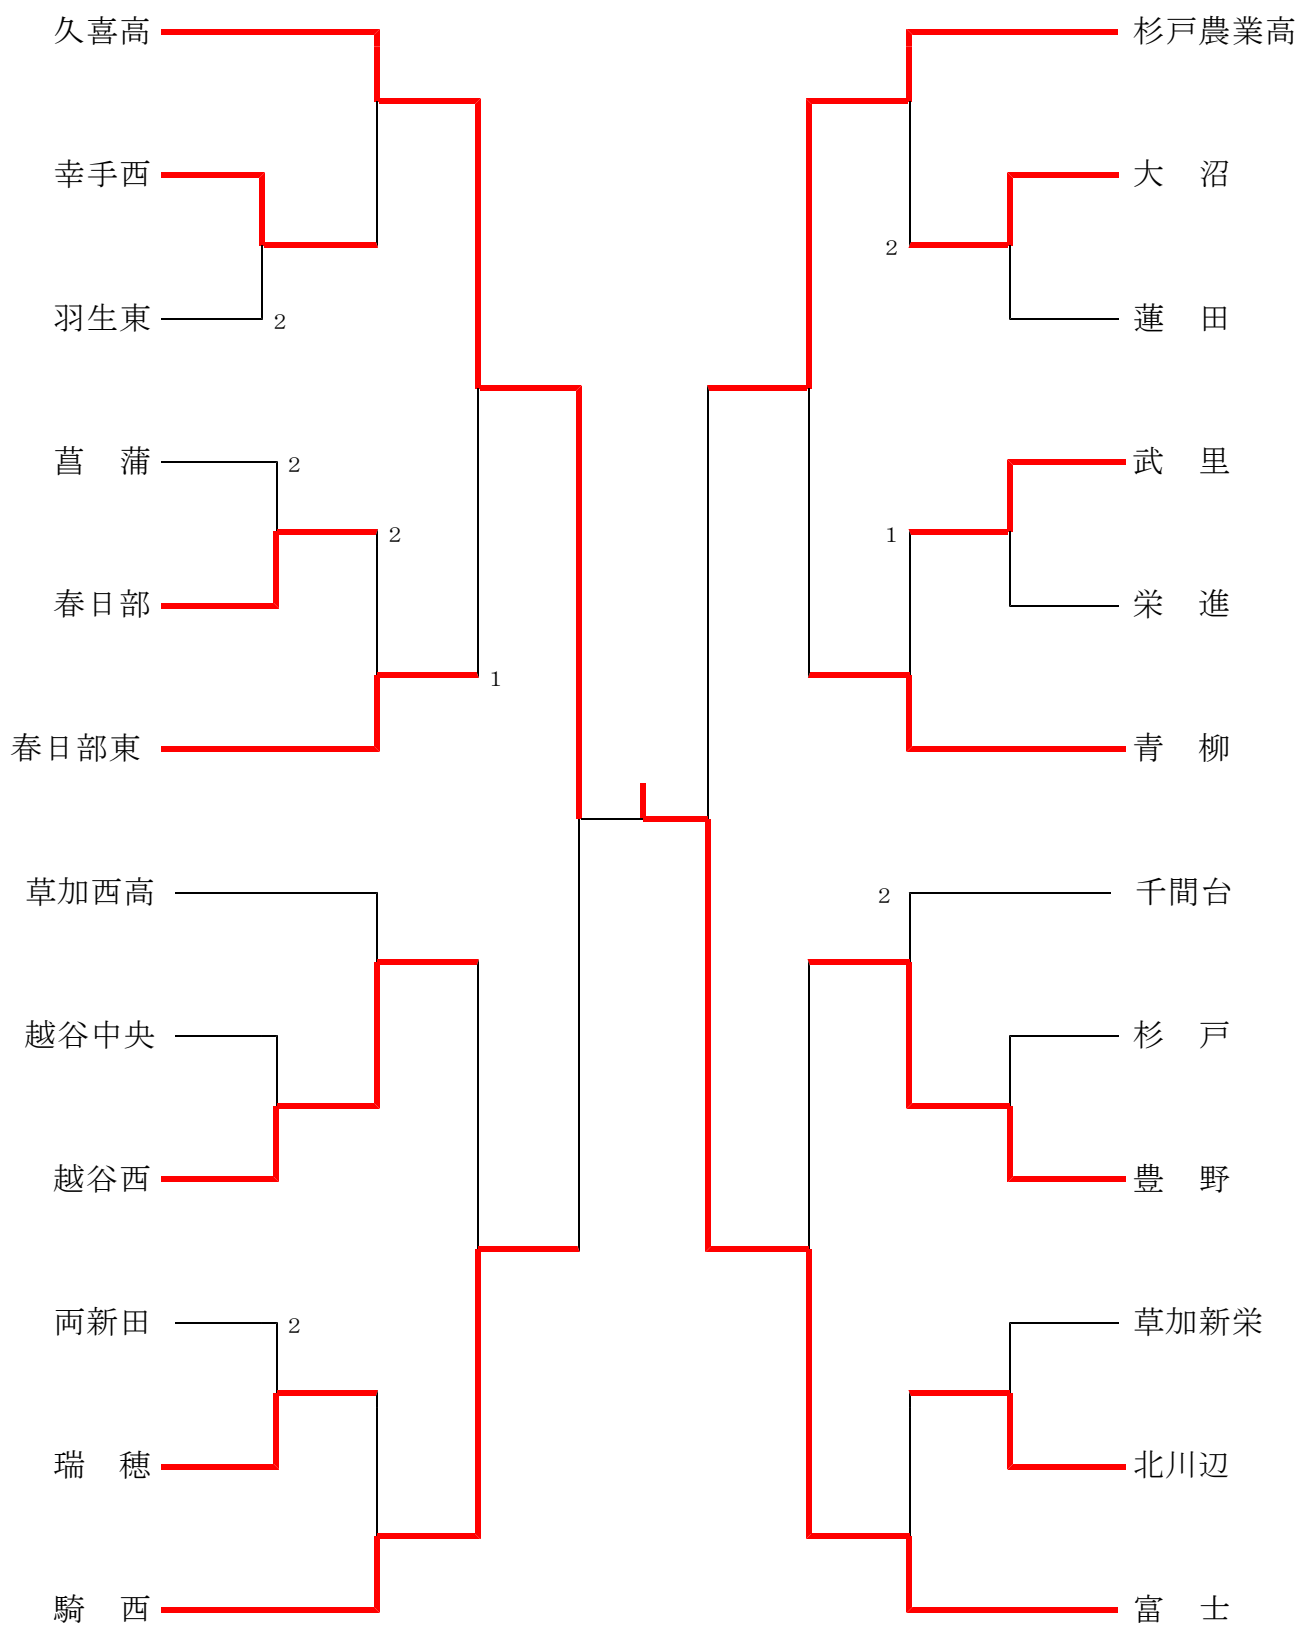 久喜高
幸手西
羽生東 2
菖　蒲 2
2
春日部
1
春日部東
草加西高
越谷中央
越谷西
両新田 2
瑞　穂
騎　西
杉戸農業高
大　沼
2
蓮　田
武　里
1
栄　進
青　柳
2 千間台
杉　戸
豊　野
草加新栄
北川辺
富　士